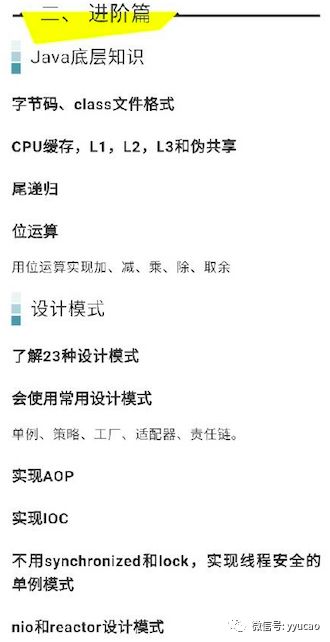 二、 进阶篇
Java底层知识
字节码、class文件格式
CPU缓存，L1，L2，L3和伪共享
尾递归
位运算
用位运算实现加、减、乘、除、取余
设计模式
了解23种设计模式
会使用常用设计模式
单例、策略、工厂、适配器、责任链。
实现AOP
实现IOC
不用synchronized和lock，实现线程安全的
单例模式
nio和reactor设计模式
微信号: yyucao